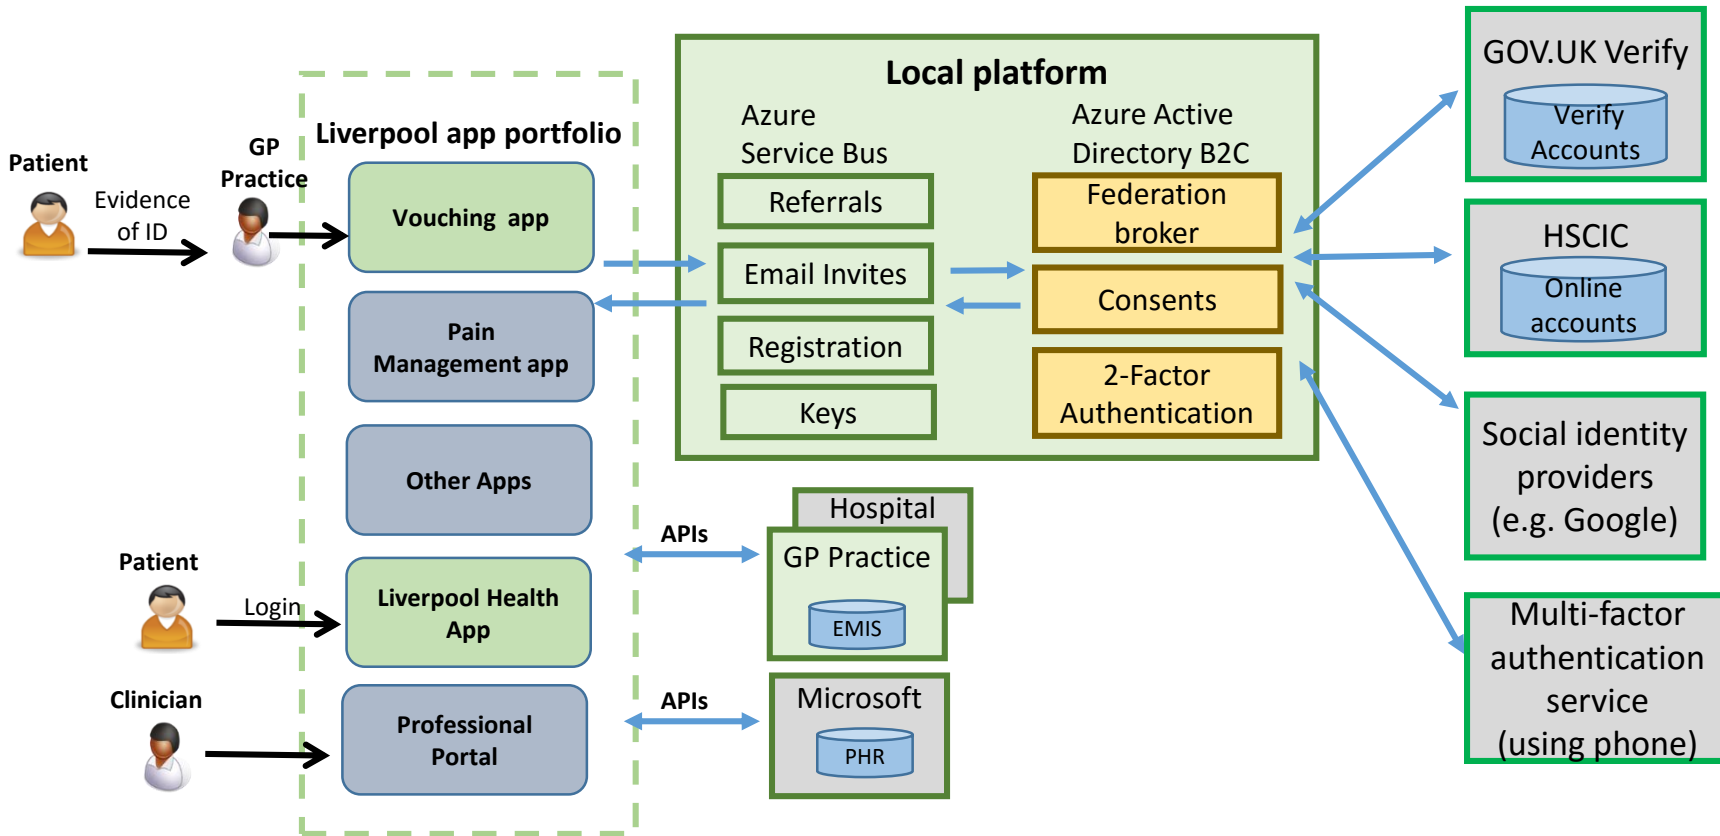 Patient
Evidence
of ID
GP
Practice
Liverpool app portfolio
Vouching app
Pain
Management app
Other Apps
Patient
Login
Liverpool Health
App
Clinician
Professional
Portal
Local platform
Azure
Service Bus
Referrals
Email Invites
Registration
Keys
Azure Active
Directory B2C
Federation
broker
Consents
2-Factor
Authentication
APIs
Hospital
GP Practice
EMIS
APIs
Microsoft
PHR
GOV.UK Verify
Verify
Accounts
HSCIC
Online
accounts
Social identity
providers
(e.g. Google)
Multi-factor
authentication
service
(using phone)